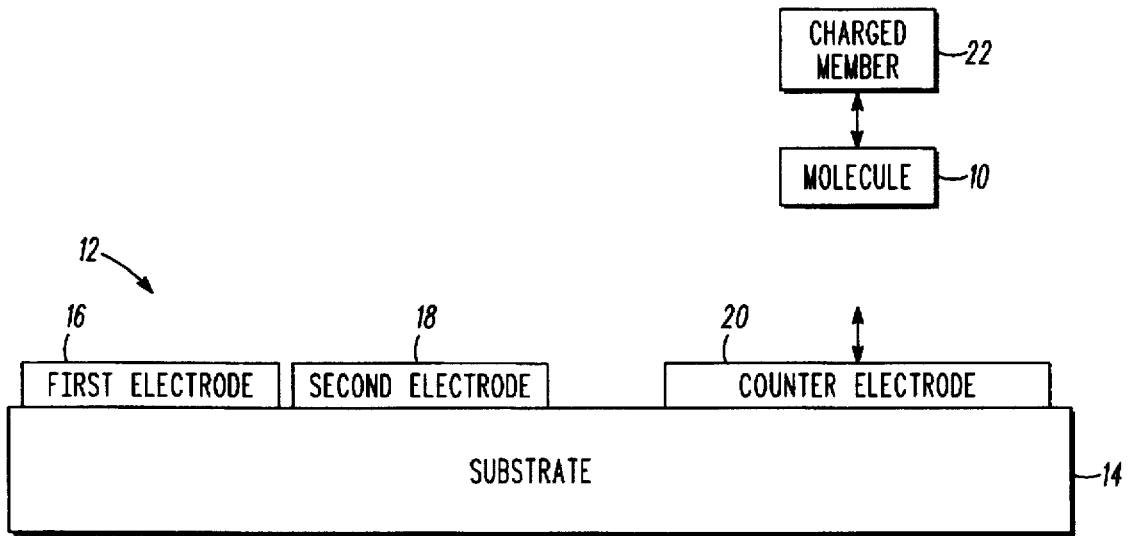 CHARGED
MEMBER
22
MOLECULE
10
12
16
18
20
FIRST ELECTRODE
SECOND ELECTRODE
COUNTER ELECTRODE
SUBSTRATE
14